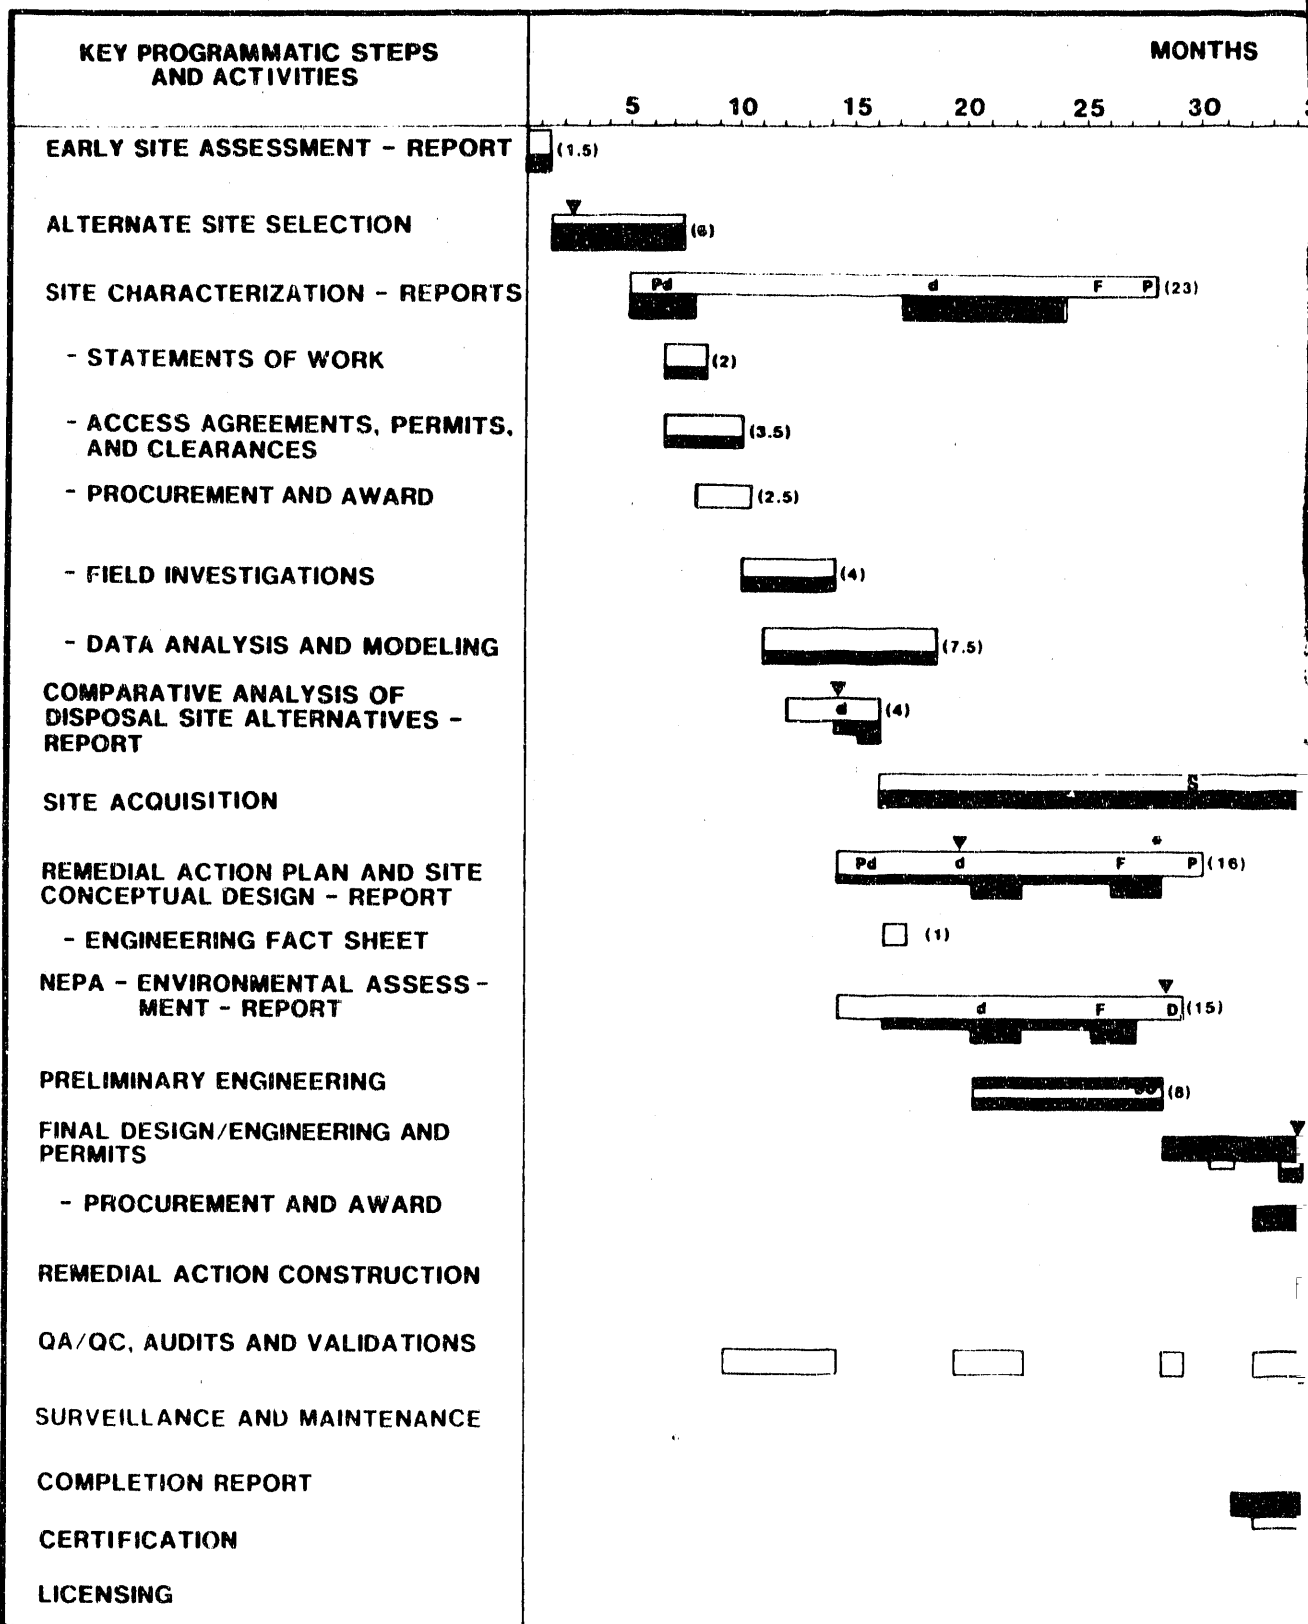 KEY PROGRAMMATIC STEPS
AND ACTIVITIES
MONTHS
5 10 15 20 25 30
EARLY SITE ASSESSMENT - REPORT (1.5)
ALTERNATE SITE SELECTION (6)
SITE CHARACTERIZATION - REPORTS Pd d F P (23)
- STATEMENTS OF WORK (2)
- ACCESS AGREEMENTS, PERMITS,
AND CLEARANCES (3.5)
- PROCUREMENT AND AWARD (2.5)
- FIELD INVESTIGATIONS (4)
- DATA ANALYSIS AND MODELING (7.5)
COMPARATIVE ANALYSIS OF
DISPOSAL SITE ALTERNATIVES - d (4)
REPORT
SITE ACQUISITION S
REMEDIAL ACTION PLAN AND SITE Pd d F P (16)
CONCEPTUAL DESIGN - REPORT
- ENGINEERING FACT SHEET (1)
NEPA - ENVIRONMENTAL ASSESS-
MENT - REPORT d F D (15)
PRELIMINARY ENGINEERING (8)
FINAL DESIGN/ENGINEERING AND
PERMITS
- PROCUREMENT AND AWARD
REMEDIAL ACTION CONSTRUCTION
QA/QC, AUDITS AND VALIDATIONS
SURVEILLANCE AND MAINTENANCE
COMPLETION REPORT
CERTIFICATION
LICENSING